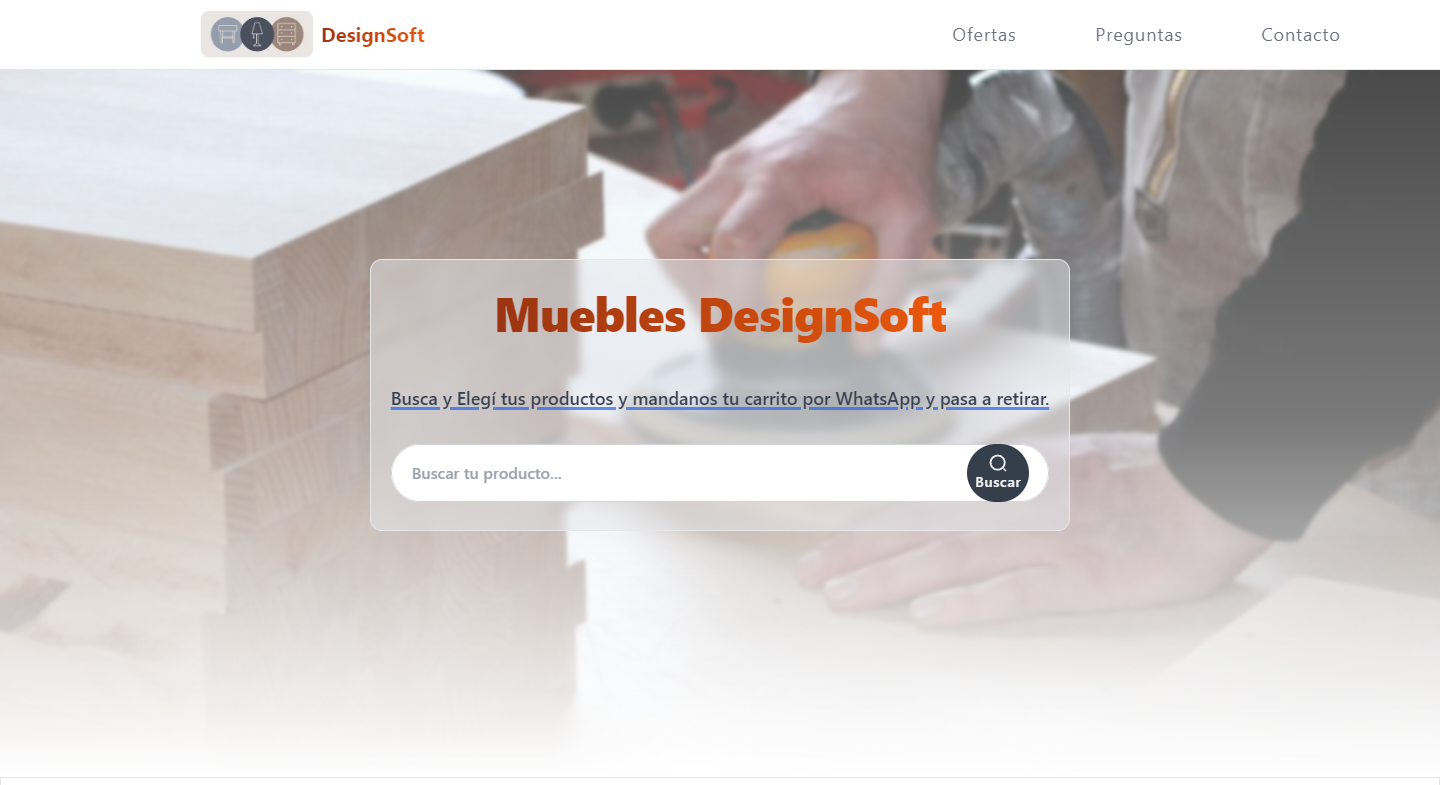 DesignSoft
Ofertas
Preguntas
Contacto
Muebles DesignSoft
Busca y Elegí tus productos y mandanos tu carrito por WhatsApp y pasa a retirar.
Buscar tu producto...
Buscar